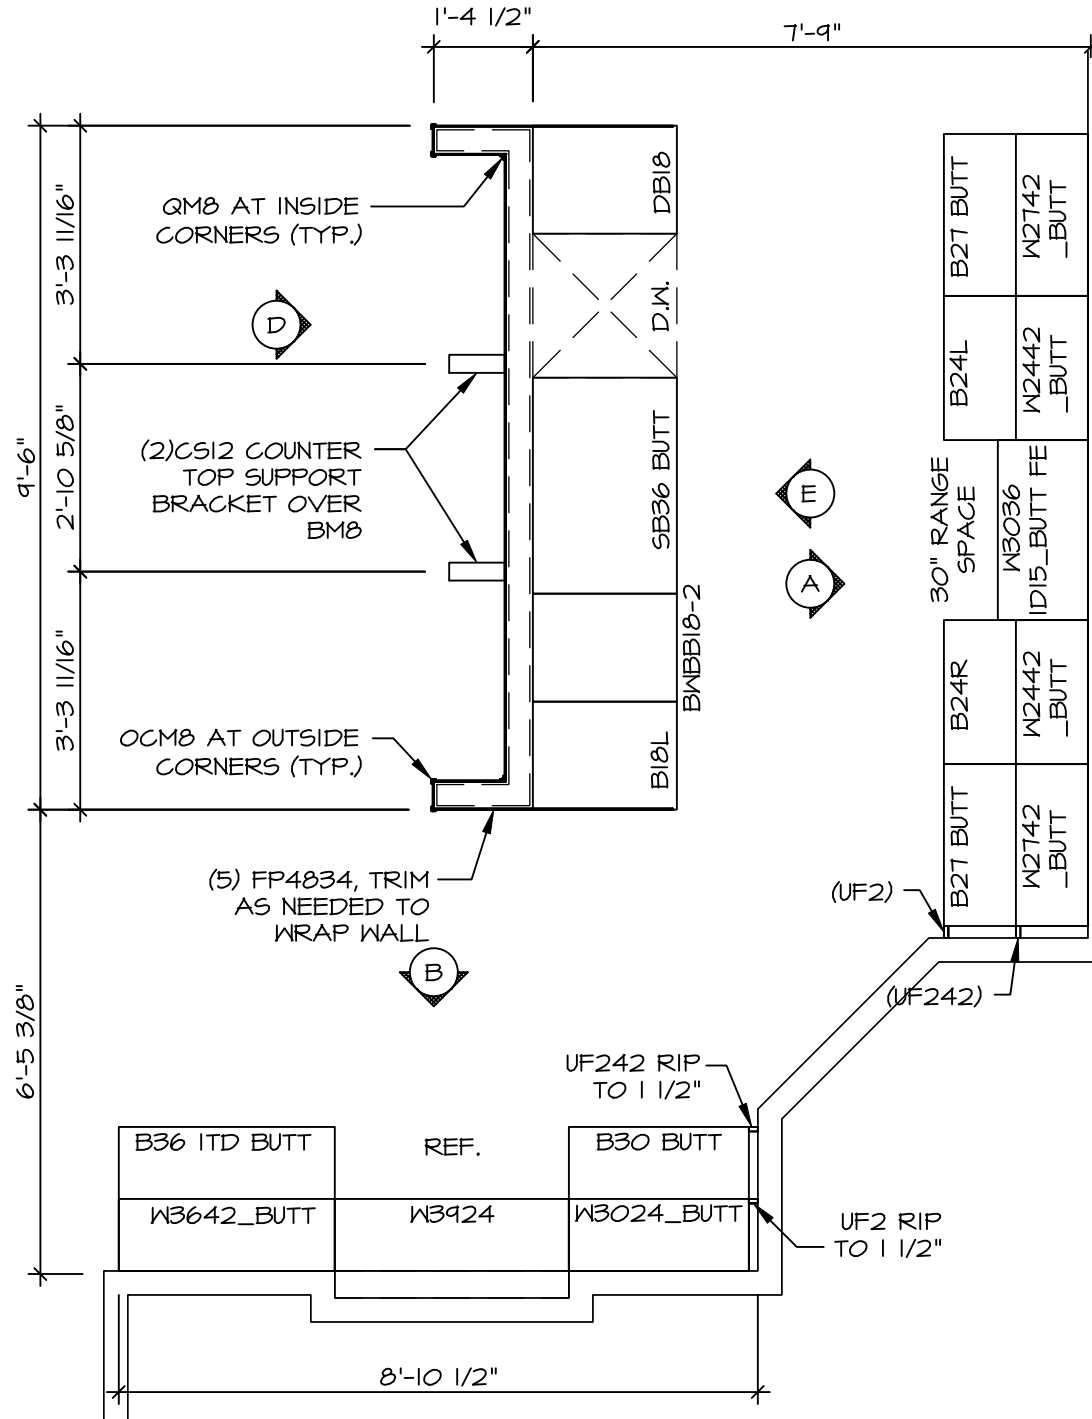 1'-4 1/2"
7'-9"
QM8 AT INSIDE
CORNERS (TYP.)
3'-3 11/16"
D
DB18
D.W.
B27 BUTT
W2742
_BUTT
B24L
W2442
_BUTT
9'-6"
2'-10 5/8"
(2)CS12 COUNTER
TOP SUPPORT
BRACKET OVER
BM8
SB36 BUTT
E
A
30" RANGE
SPACE
W3036
1D15_BUTT FE
BWBB18-2
3'-3 11/16"
OCM8 AT OUTSIDE
CORNERS (TYP.)
B18L
B24R
W2442
_BUTT
B27 BUTT
W2742
_BUTT
(5) FP4834, TRIM
AS NEEDED TO
WRAP WALL
(UF2)
B
(UF242)
6'-5 3/8"
UF242 RIP
TO 1 1/2"
B36 1TD BUTT
REF.
B30 BUTT
W3642_BUTT
W3924
W3024_BUTT
UF2 RIP
TO 1 1/2"
8'-10 1/2"